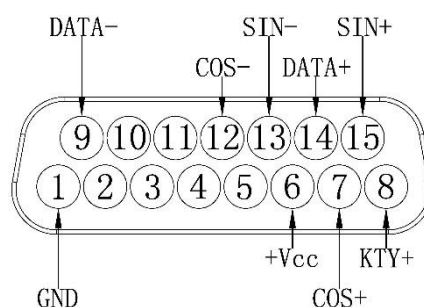 DATA- SIN- SIN+
COS- DATA+
9 10 11 12 13 14 15
1 2 3 4 5 6 7 8
+Vcc KTY+
GND COS+